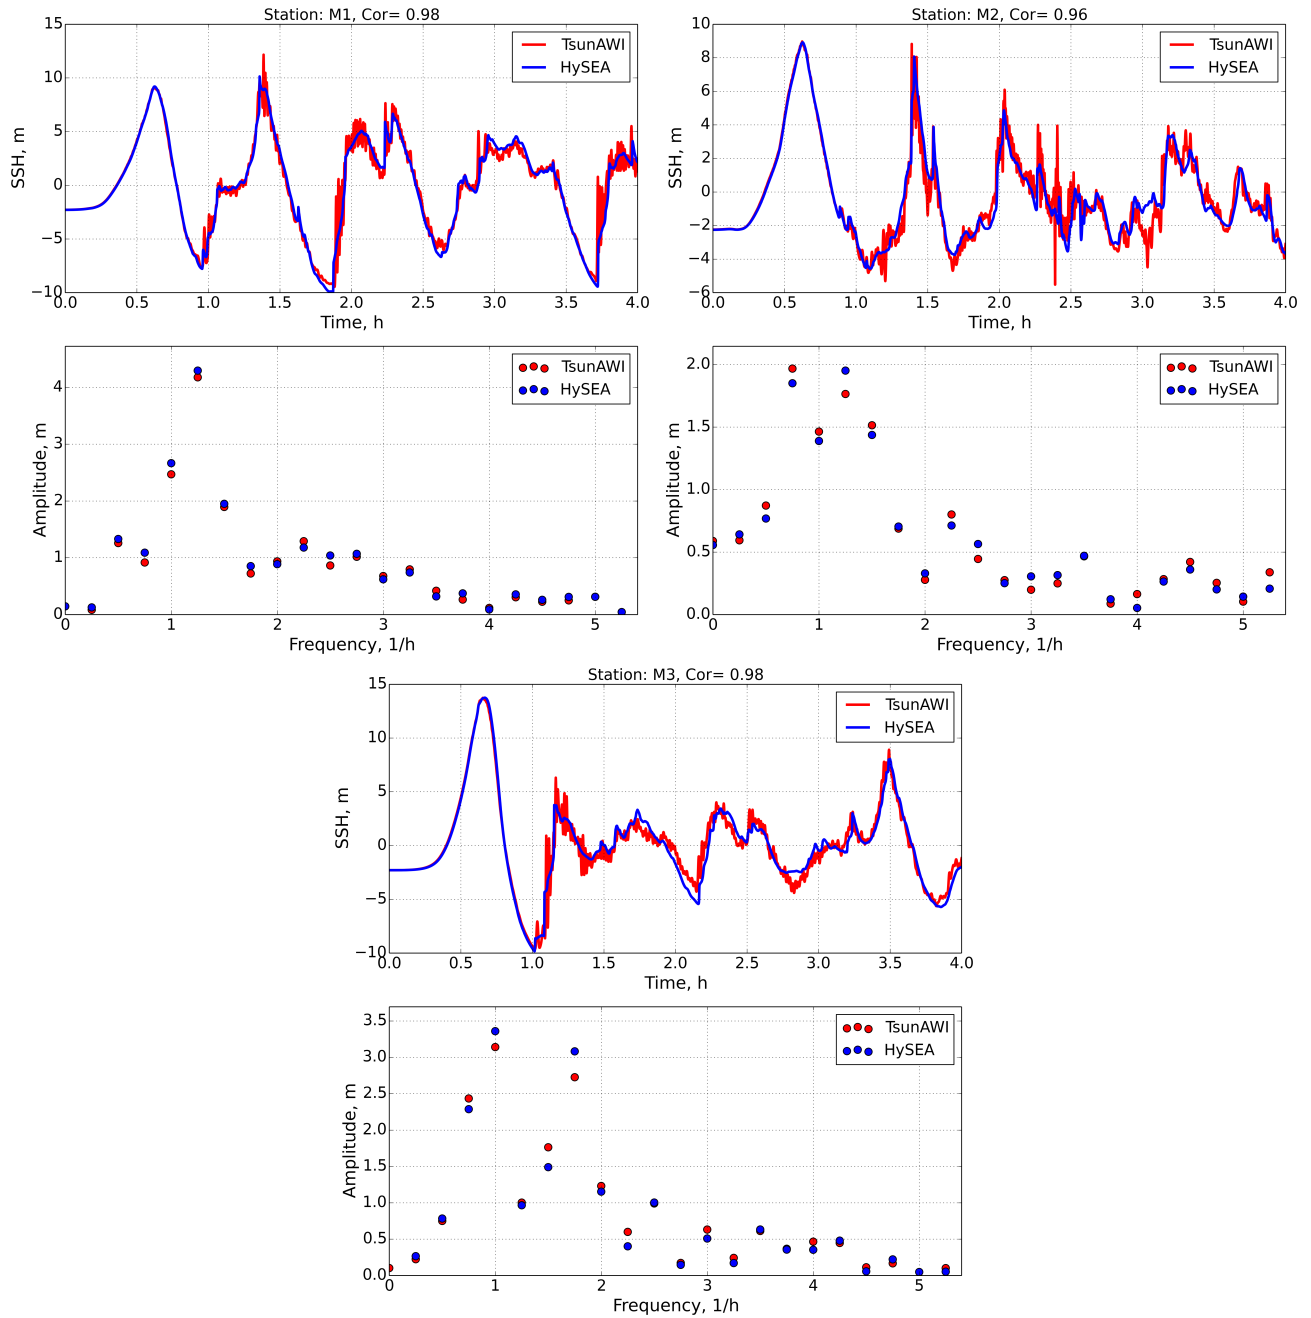 Station: M1, Cor= 0.98
SSH, m
15
10
5
0
−5
−10
0.0 0.5 1.0 1.5 2.0 2.5 3.0 3.5 4.0
Time, h
TsunAWI
HySEA
Station: M2, Cor= 0.96
SSH, m
10
8
6
4
2
0
−2
−4
−6
0.0 0.5 1.0 1.5 2.0 2.5 3.0 3.5 4.0
Time, h
TsunAWI
HySEA
Amplitude, m
4
3
2
1
0
0 1 2 3 4 5
Frequency, 1/h
TsunAWI
HySEA
Amplitude, m
2.0
1.5
1.0
0.5
0.0
0 1 2 3 4 5
Frequency, 1/h
TsunAWI
HySEA
Station: M3, Cor= 0.98
SSH, m
15
10
5
0
−5
−10
0.0 0.5 1.0 1.5 2.0 2.5 3.0 3.5 4.0
Time, h
TsunAWI
HySEA
Amplitude, m
3.5
3.0
2.5
2.0
1.5
1.0
0.5
0.0
0 1 2 3 4 5
Frequency, 1/h
TsunAWI
HySEA